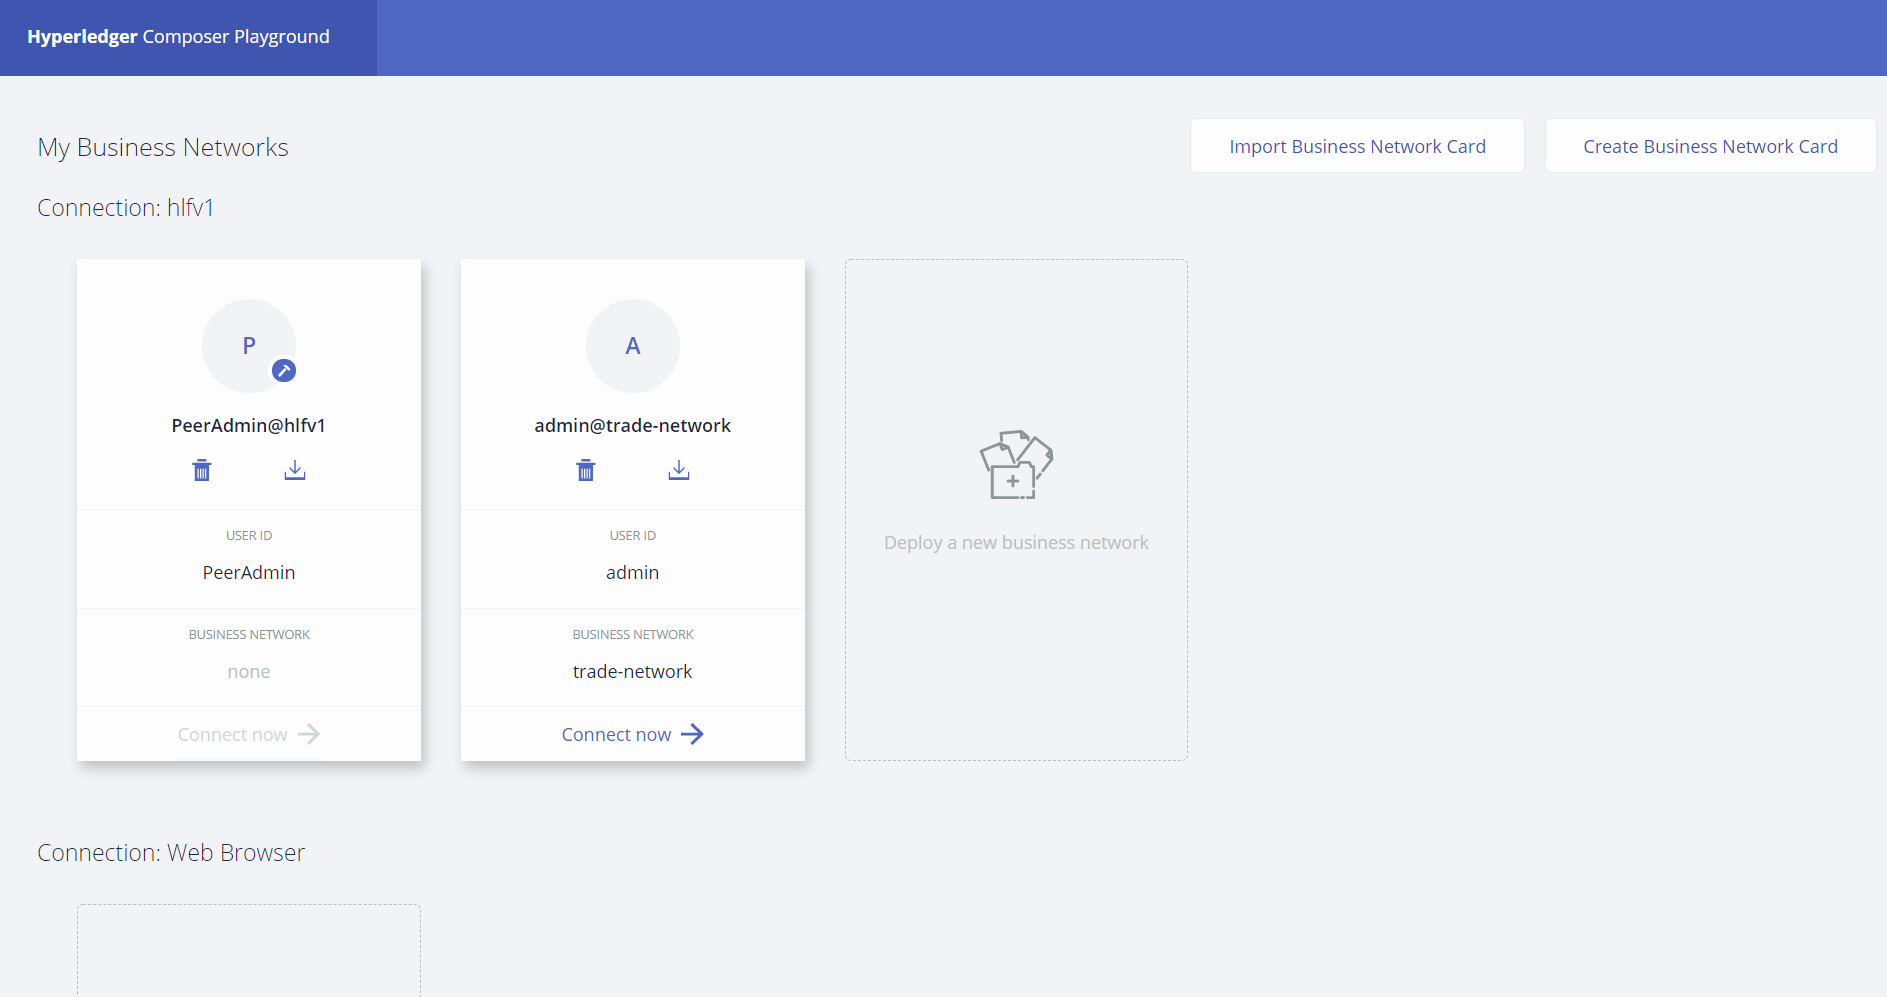 Hyperledger Composer Playground
My Business Networks
Import Business Network Card
Create Business Network Card
Connection: hlfv1
P
PeerAdmin@hlfv1
USER ID
PeerAdmin
BUSINESS NETWORK
none
Connect now
A
admin@trade-network
USER ID
admin
BUSINESS NETWORK
trade-network
Connect now
Deploy a new business network
Connection: Web Browser